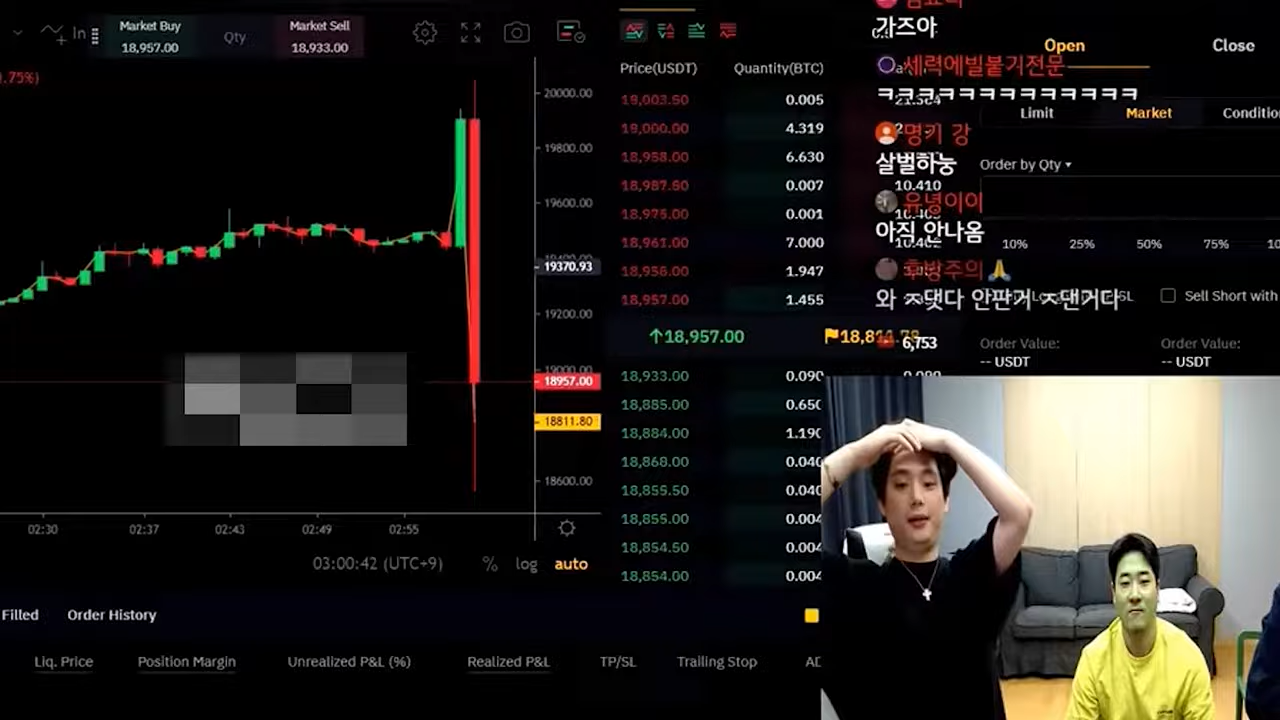 In
Market Buy
18,957.00
Qty
Market Sell
18,933.00
.75%)
20000.00
19800.00
19600.00
19370.93
19200.00
18957.00
18811.80
18600.00
02:30 02:37 02:43 02:49 02:55
03:00:42 (UTC+9) % log auto
Filled Order History
Liq. Price Position Margin Unrealized P&L (%) Realized P&L TP/SL Trailing Stop
Price(USDT) Quantity(BTC)
19,003.50 0.005
19,000.00 4.319
18,958.00 6.630
18,987.50 0.007 10.410
18,975.00 0.001
18,961.00 7.000
18,956.00 1.947
18,957.00 1.455
↑18,957.00
18,933.00 0.090
18,885.00 0.650
18,884.00 1.190
18,868.00 0.040
18,855.50 0.040
18,855.00 0.004
18,854.50 0.004
18,854.00 0.004
가즈아
세력에빌붙기전문
ㅋㅋㅋㅋㅋㅋㅋㅋㅋㅋㅋㅋㅋ
명키 강
살벌하눙
유녕이이
아직 안나옴
후방주의🙏
와 ㅈ댓다 안판거 ㅈ댄거다
6,753
Open Close
Limit Market
Order by Qty
10% 25% 50% 75%
Sell Short with
Order Value: Order Value:
-- USDT -- USDT